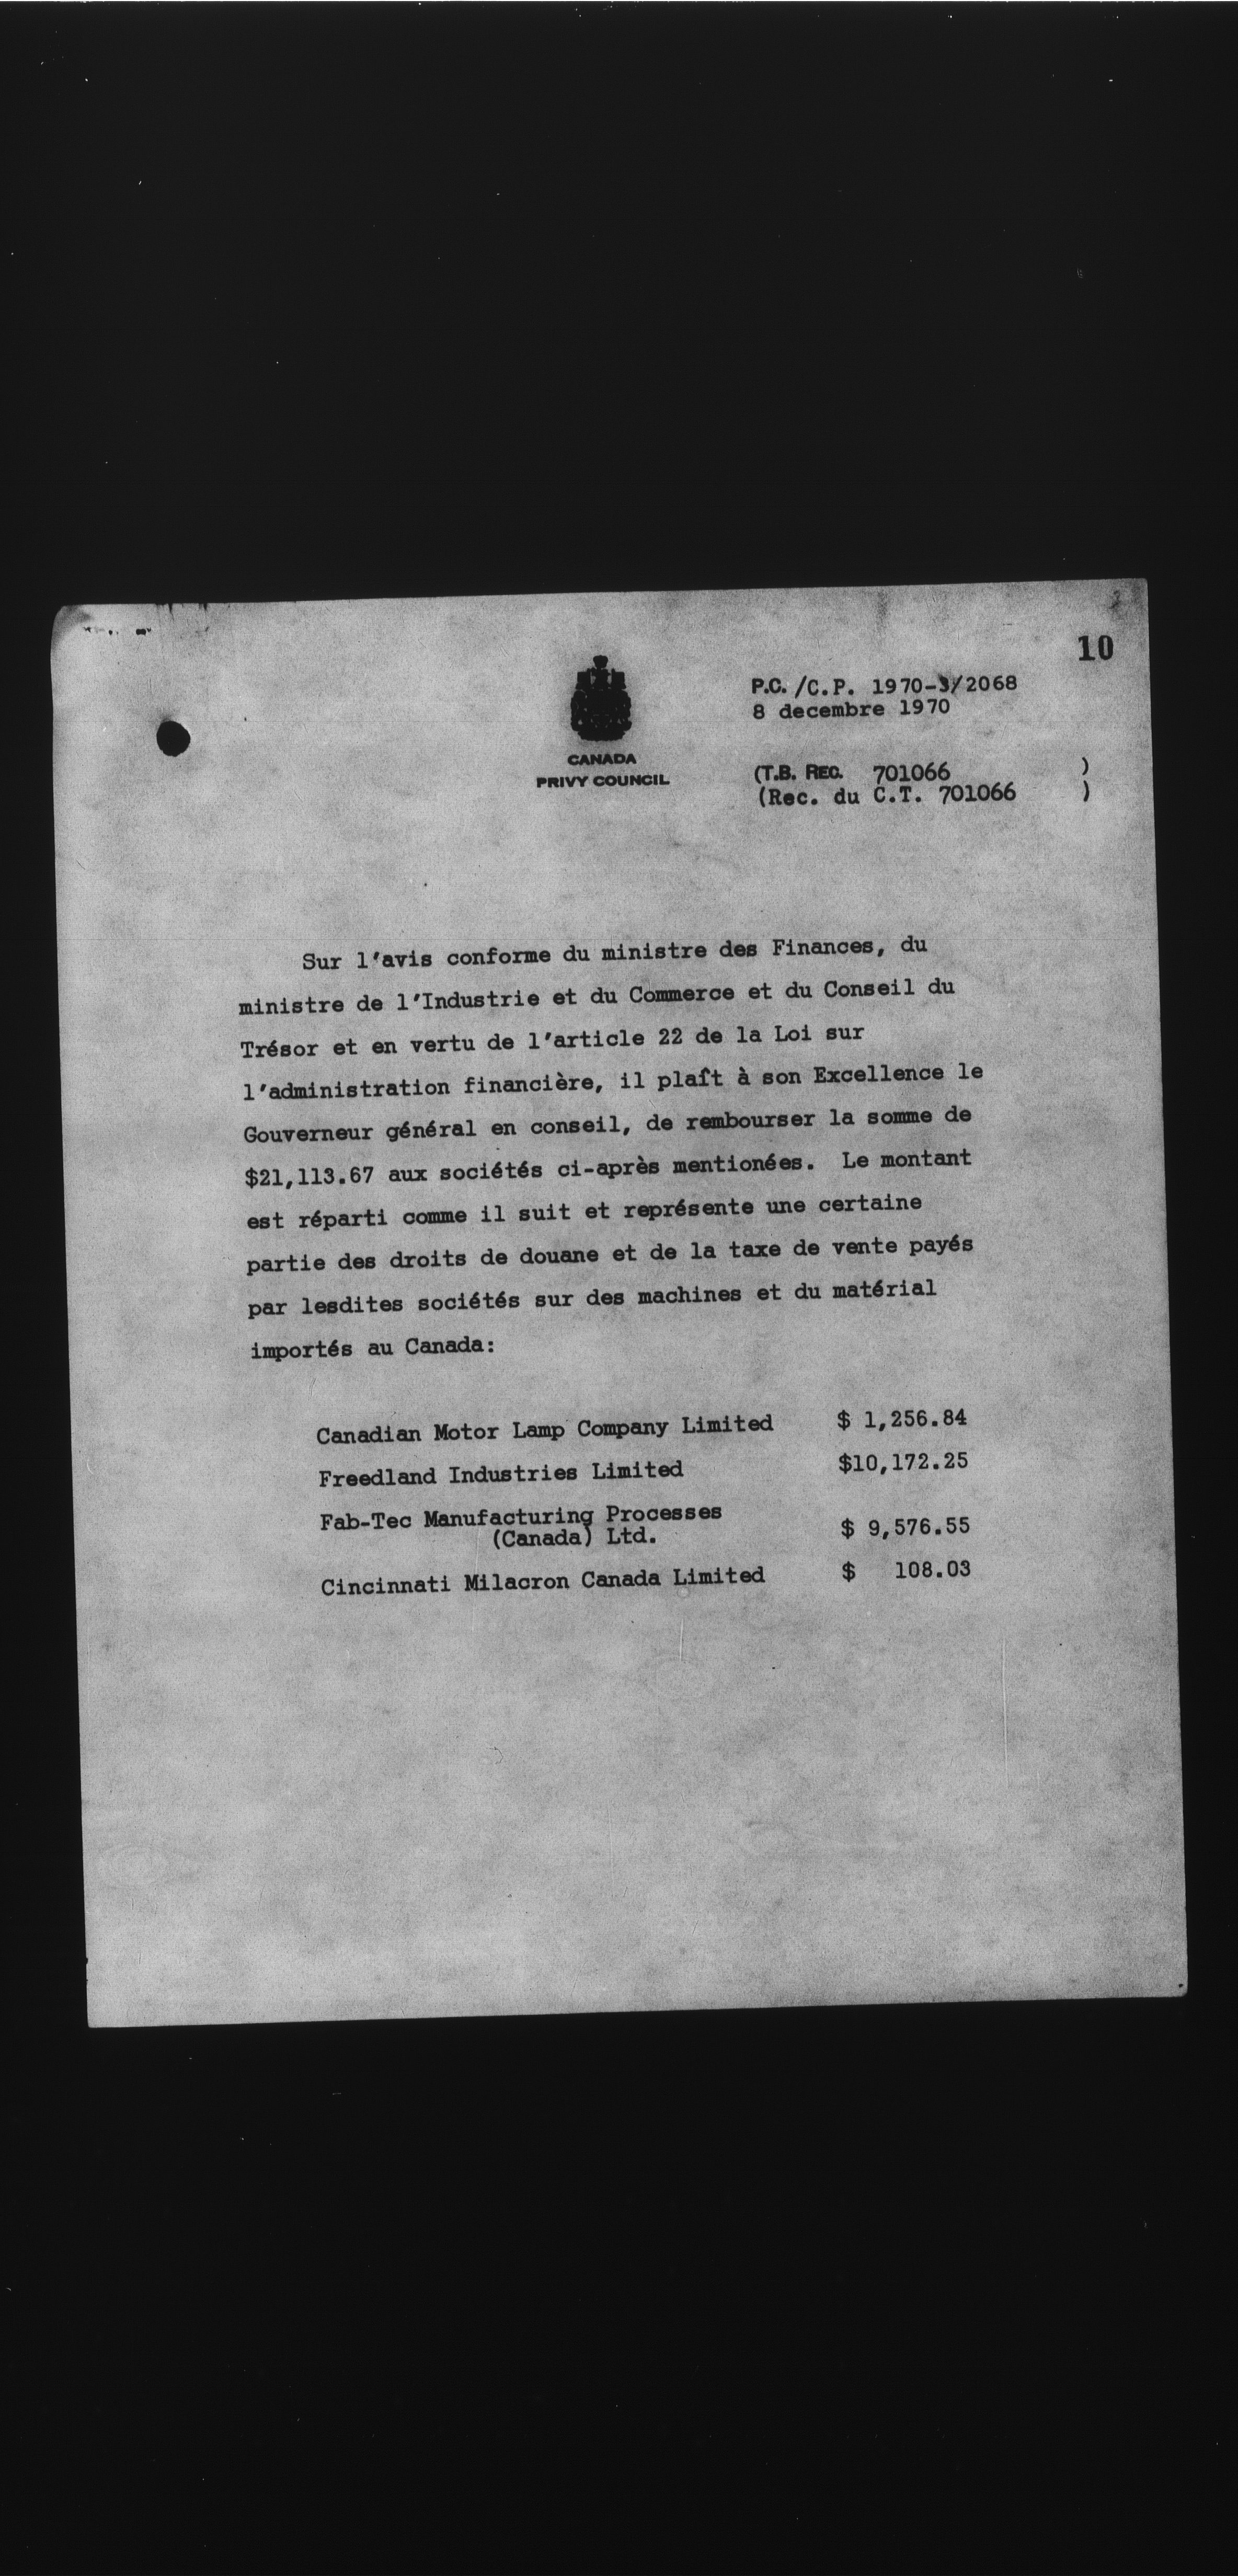 10
P.C./C.P. 1970-3/2068
8 decembre 1970
CANADA
PRIVY COUNCIL
(T.B. REC. 701066 )
(Rec. du C.T. 701066 )
Sur l'avis conforme du ministre des Finances, du
ministre de l'Industrie et du Commerce et du Conseil du
Trésor et en vertu de l'article 22 de la Loi sur
l'administration financière, il plaît à son Excellence le
Gouverneur général en conseil, de rembourser la somme de
$21,113.67 aux sociétés ci-après mentionées. Le montant
est réparti comme il suit et représente une certaine
partie des droits de douane et de la taxe de vente payés
par lesdites sociétés sur des machines et du matérial
importés au Canada:
Canadian Motor Lamp Company Limited $ 1,256.84
Freedland Industries Limited $10,172.25
Fab-Tec Manufacturing Processes
(Canada) Ltd. $ 9,576.55
Cincinnati Milacron Canada Limited $ 108.03